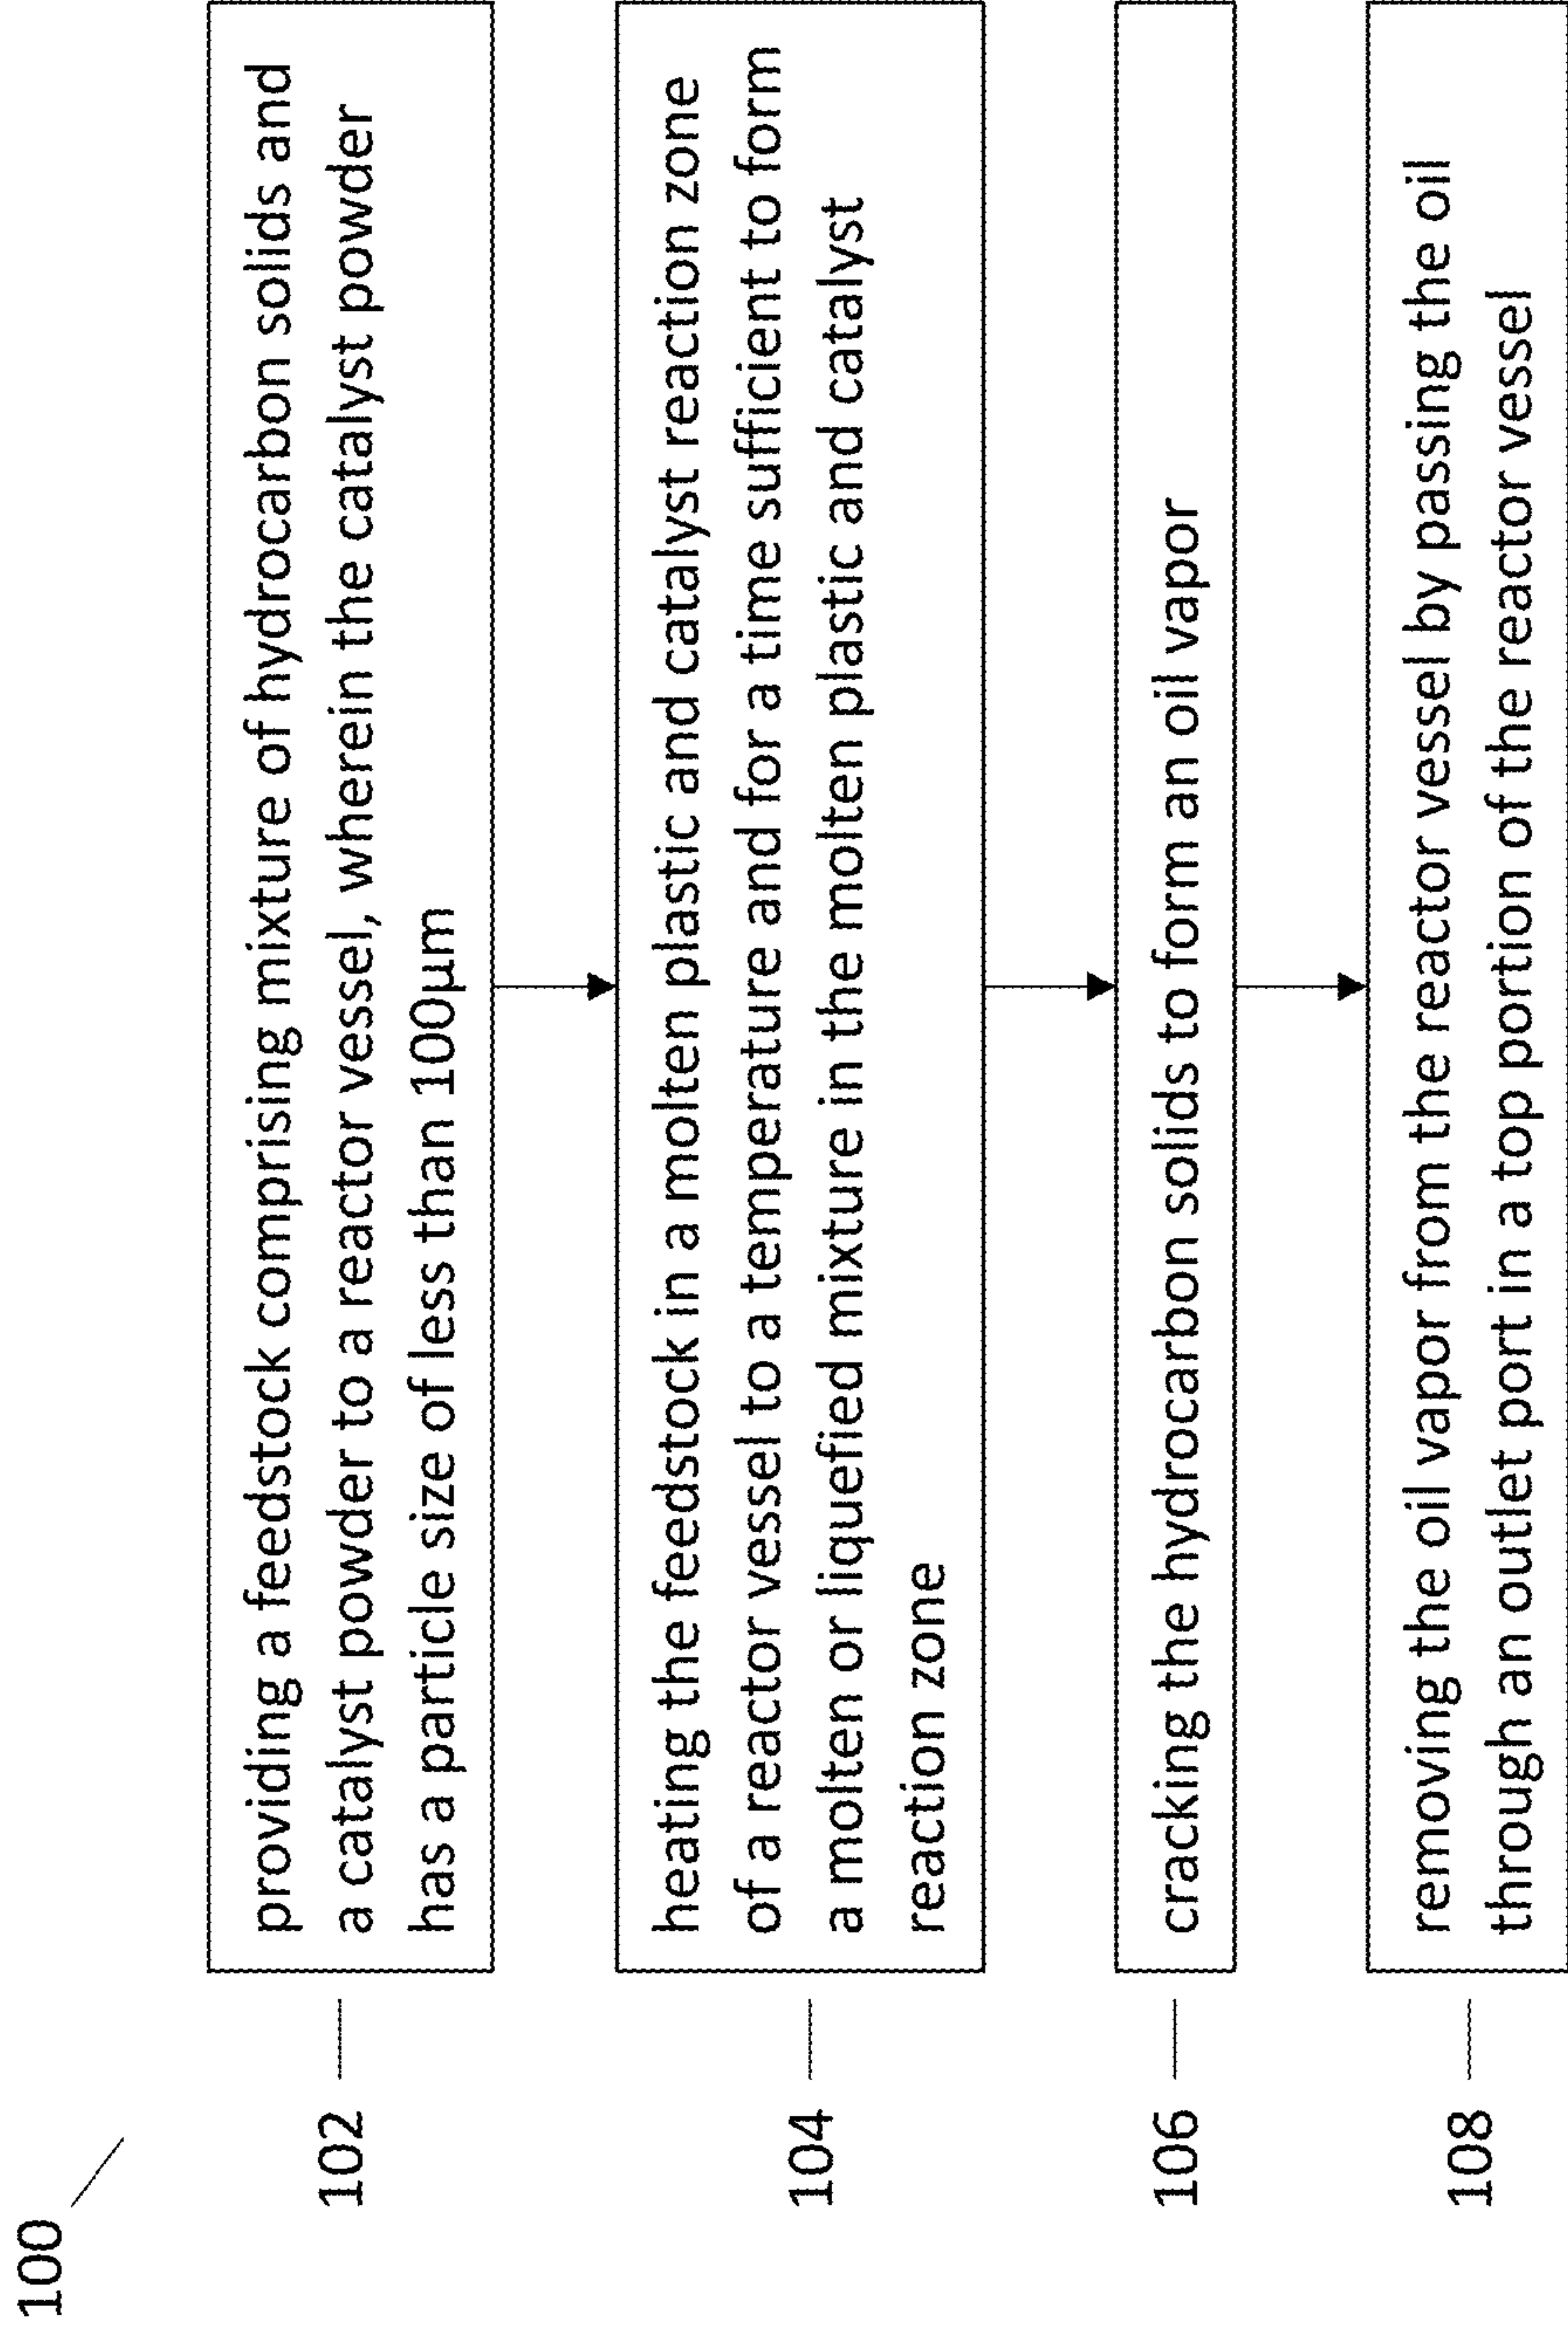 100
102
providing a feedstock comprising mixture of hydrocarbon solids and
a catalyst powder to a reactor vessel, wherein the catalyst powder
has a particle size of less than 100µm
104
heating the feedstock in a molten plastic and catalyst reaction zone
of a reactor vessel to a temperature and for a time sufficient to form
a molten or liquefied mixture in the molten plastic and catalyst
reaction zone
106
cracking the hydrocarbon solids to form an oil vapor
108
removing the oil vapor from the reactor vessel by passing the oil
through an outlet port in a top portion of the reactor vessel